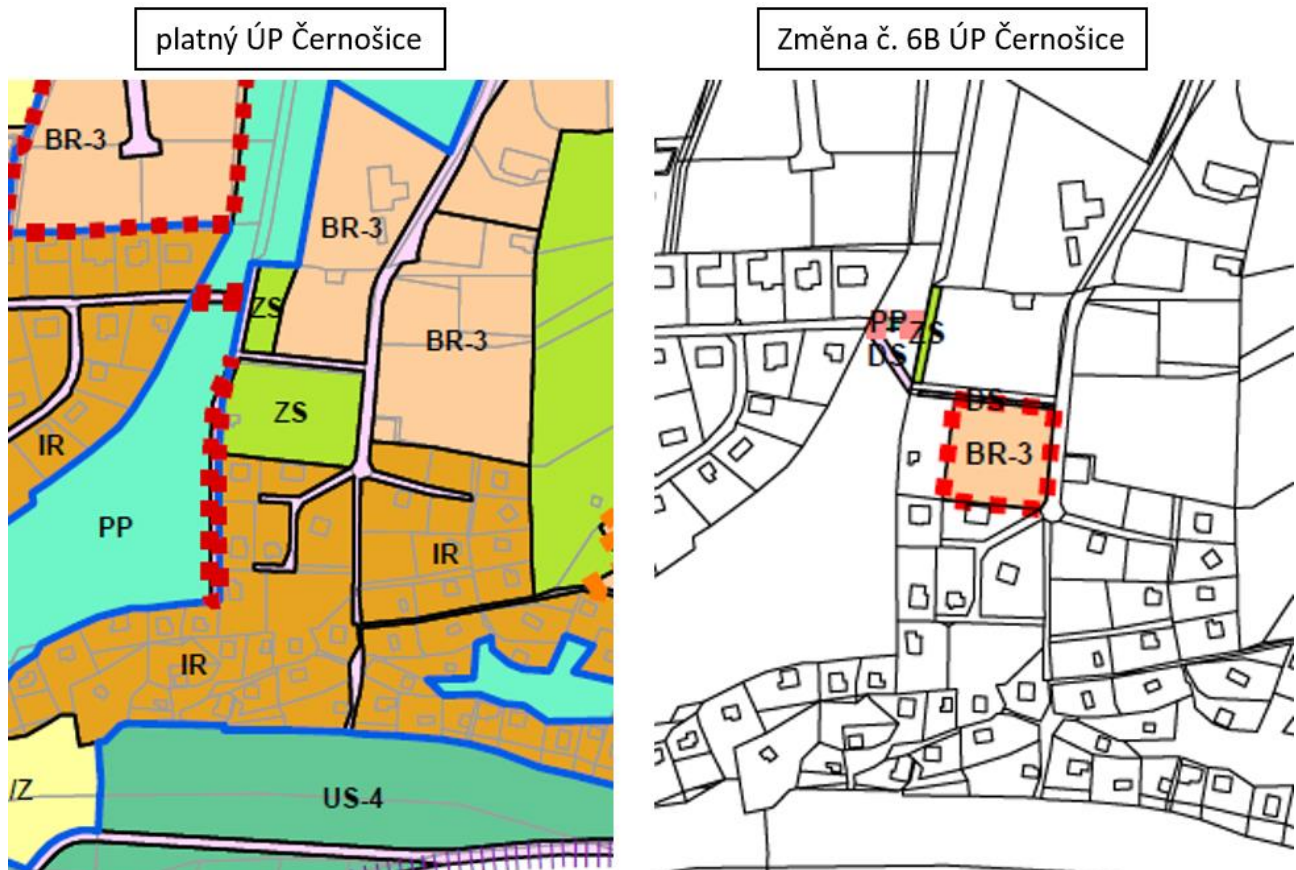 platný ÚP Černošice
Změna č. 6B ÚP Černošice
BR-3
BR-3
ZS
BR-3
ZS
IR
PP
IR
IR
/Z
US-4
PP
ZS
DS
DS
BR-3